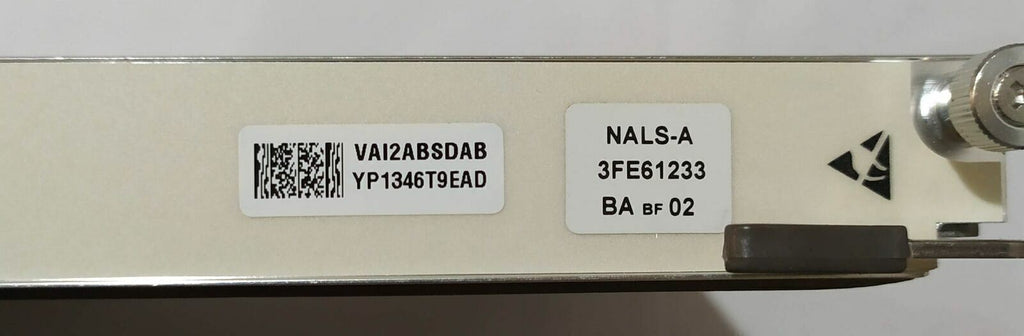 VAI2ABSDAB
YP1346T9EAD
NALS-A
3FE61233
BA BF 02